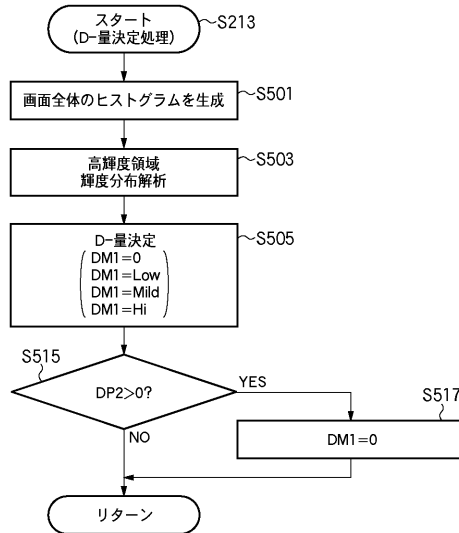 スタート
(D-量決定処理)
S213
画面全体のヒストグラムを生成
S501
高輝度領域
輝度分布解析
S503
D-量決定
DM1=0
DM1=Low
DM1=Mild
DM1=Hi
S505
S515
DP2>0?
YES
NO
S517
DM1=0
リターン